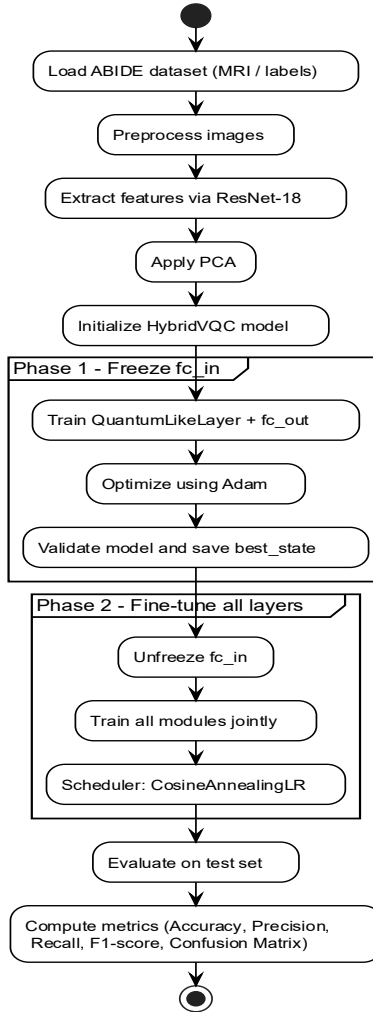 Load ABIDE dataset (MRI / labels)
Preprocess images
Extract features via ResNet-18
Apply PCA
Initialize HybridVQC model
Phase 1 - Freeze fc_in
Train QuantumLikeLayer + fc_out
Optimize using Adam
Validate model and save best_state
Phase 2 - Fine-tune all layers
Unfreeze fc_in
Train all modules jointly
Scheduler: CosineAnnealingLR
Evaluate on test set
Compute metrics (Accuracy, Precision,
Recall, F1-score, Confusion Matrix)